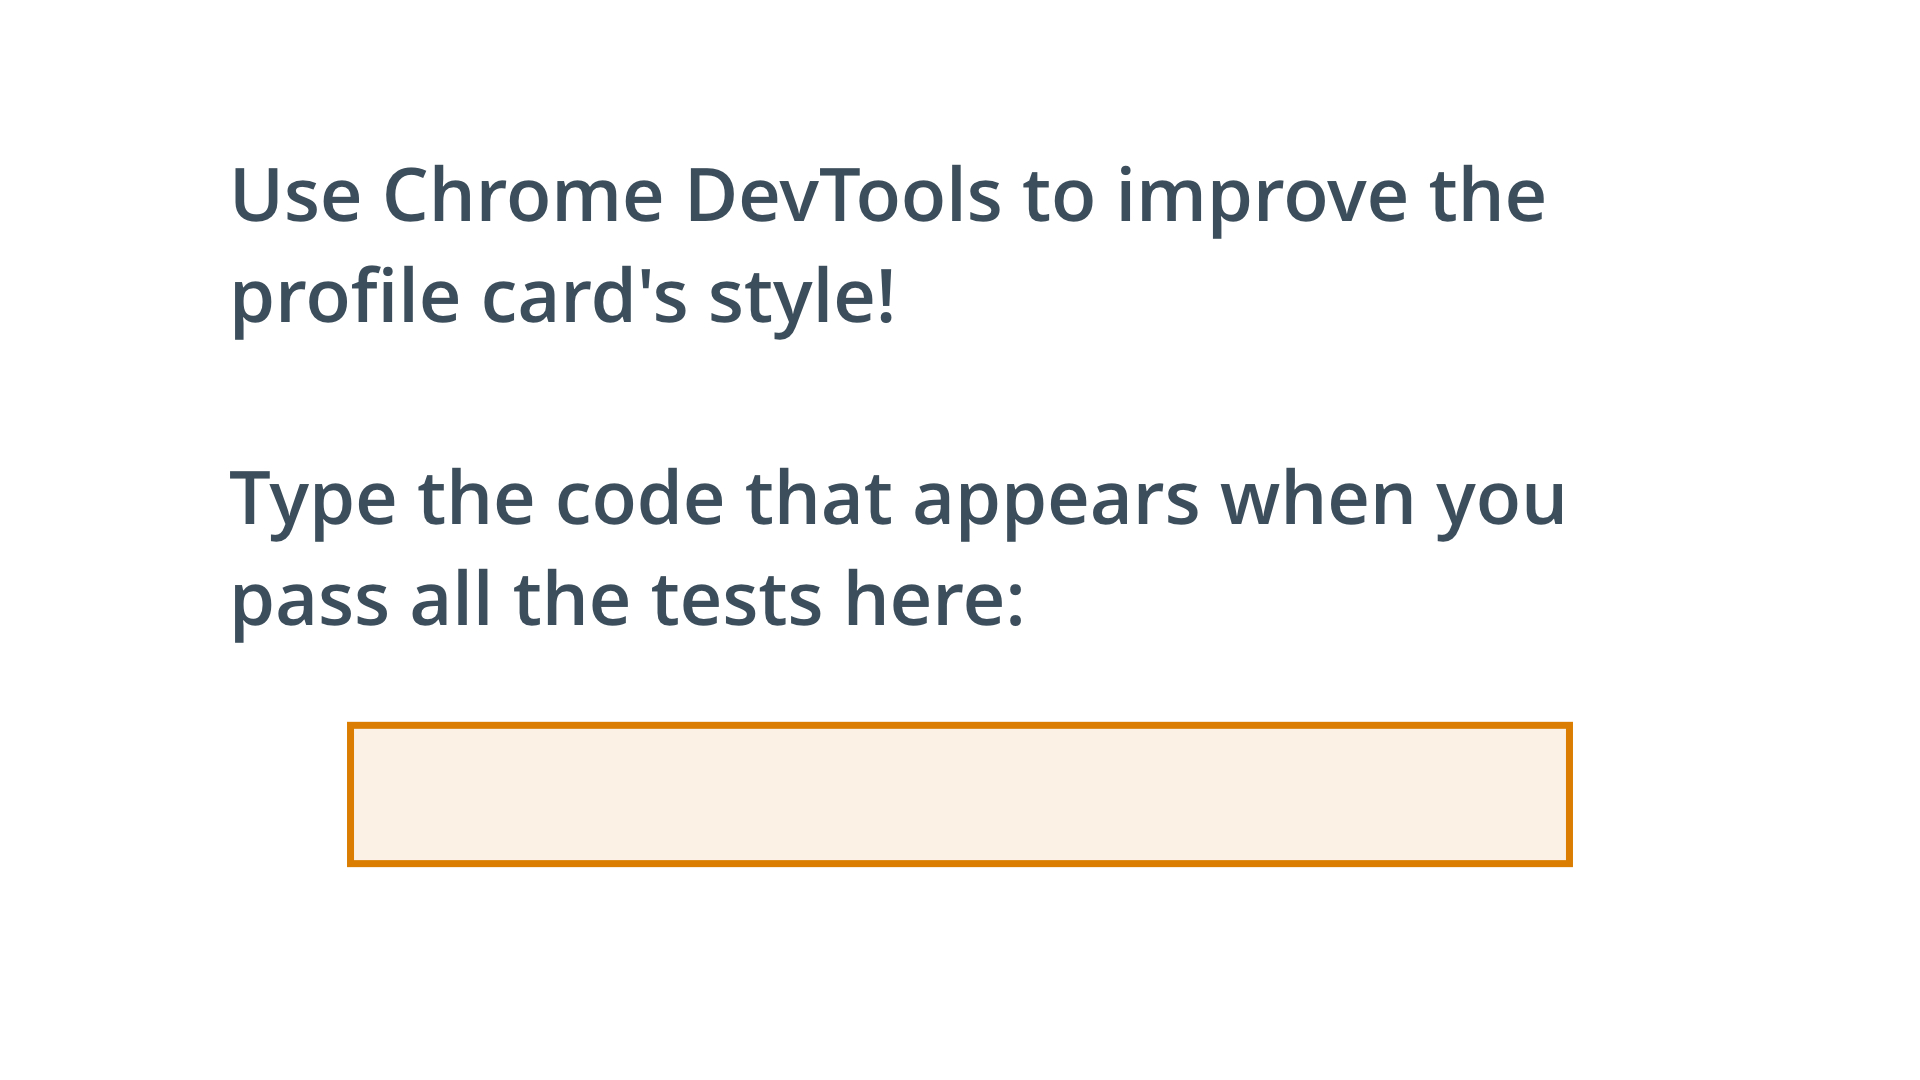 Use Chrome DevTools to improve the
profile card's style!
Type the code that appears when you
pass all the tests here: